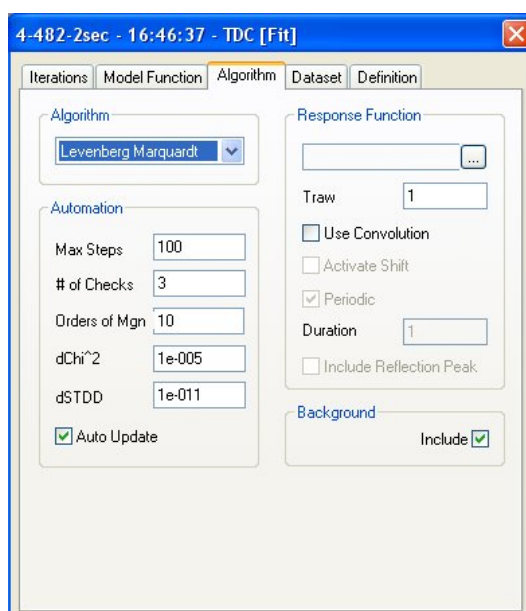 4-482-2sec - 16:46:37 - TDC [Fit]
Iterations Model Function Algorithm Dataset Definition
Algorithm
Levenberg Marquardt
Automation
Max Steps 100
# of Checks 3
Orders of Mgn 10
dChi^2 1e-005
dSTDD 1e-011
Auto Update
Response Function
...
Traw 1
Use Convolution
Activate Shift
Periodic
Duration 1
Include Reflection Peak
Background
Include